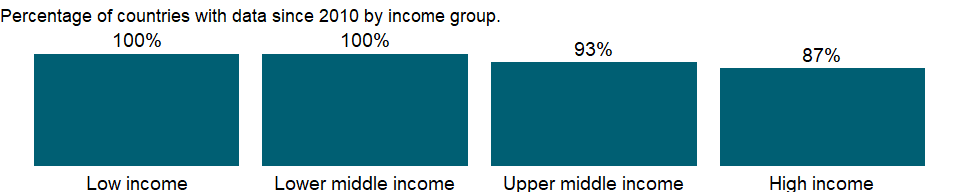 Percentage of countries with data since 2010 by income group.
100% 100% 93% 87%
Low income Lower middle income Upper middle income High income